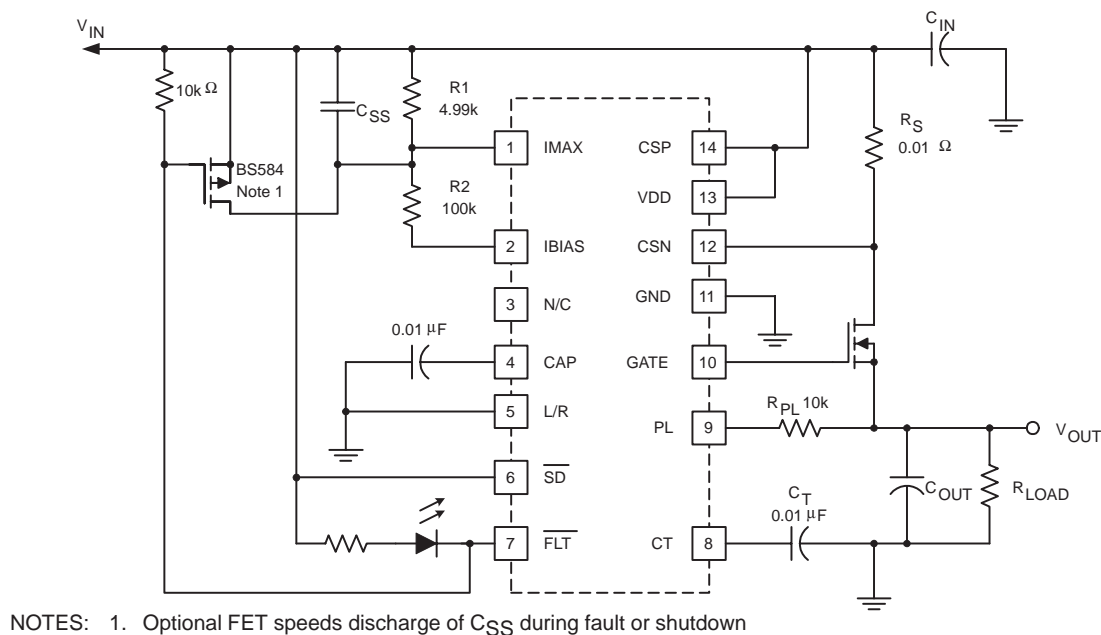 V_IN
C_IN
10k Ω
C_SS
R1
4.99k
R_S
0.01 Ω
BS584
Note 1
R2
100k
1 IMAX
2 IBIAS
3 N/C
4 CAP
5 L/R
6 S̅D̅
7 F̅L̅T̅
CSP 14
VDD 13
CSN 12
GND 11
GATE 10
PL 9
CT 8
0.01 µF
R_PL 10k
V_OUT
C_T
0.01 µF
C_OUT
R_LOAD
NOTES: 1. Optional FET speeds discharge of C_SS during fault or shutdown